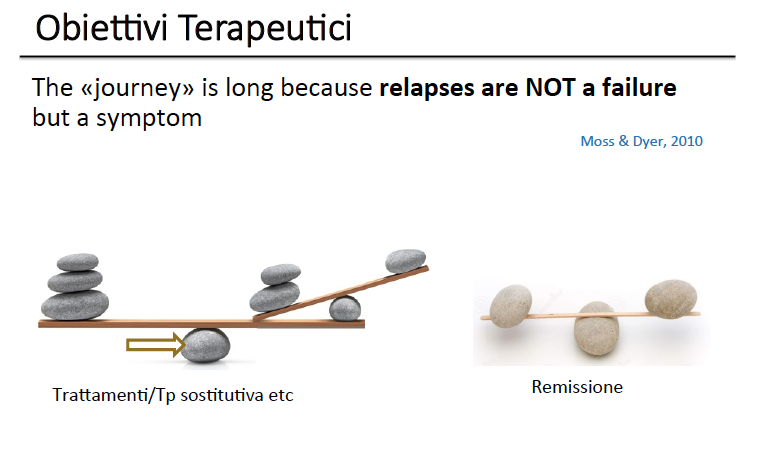 Obiettivi Terapeutici
The «journey» is long because relapses are NOT a failure
but a symptom
Moss & Dyer, 2010
Trattamenti/Tp sostitutiva etc
Remissione